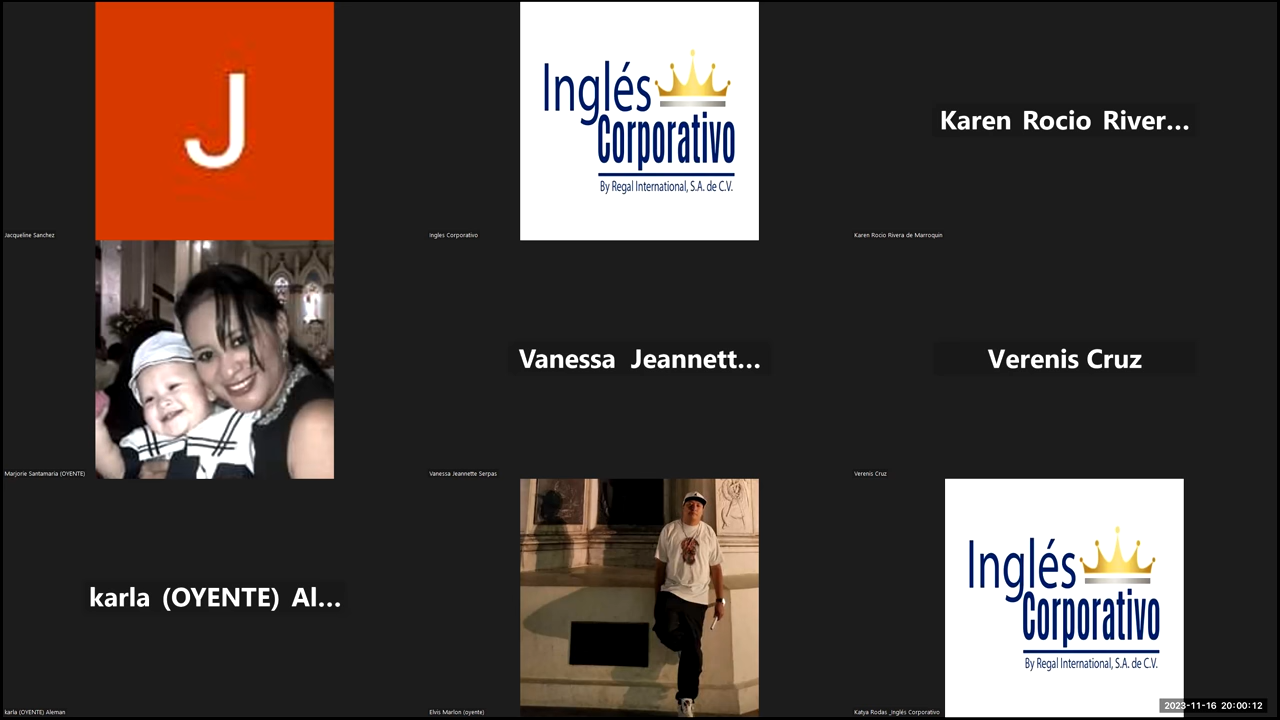 J
Inglés
Corporativo
By Regal International, S.A. de C.V.
Karen Rocio River...
Jacqueline Sanchez
Ingles Corporativo
Karen Rocio Rivera de Marroquin
Vanessa Jeannett...
Verenis Cruz
Marjorie Santamaria (OYENTE)
Vanessa Jeannette Serpas
Verenis Cruz
karla (OYENTE) Al...
Inglés
Corporativo
By Regal International, S.A. de C.V.
karla (OYENTE) Aleman
Elvis Marlon (oyente)
Katya Rodas _Inglés Corporativo
2023-11-16 20:00:12